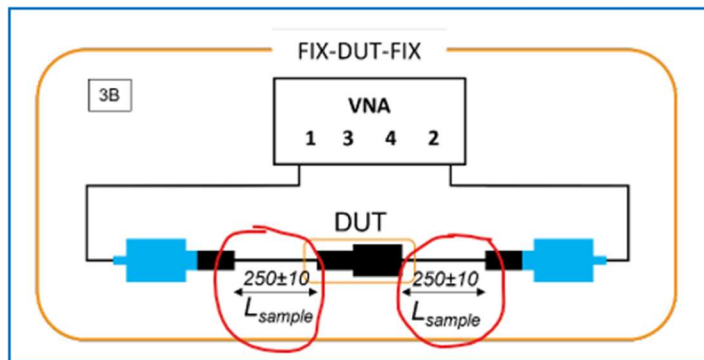 FIX-DUT-FIX
3B
VNA
1 3 4 2
DUT
250±10 250±10
Lsample Lsample